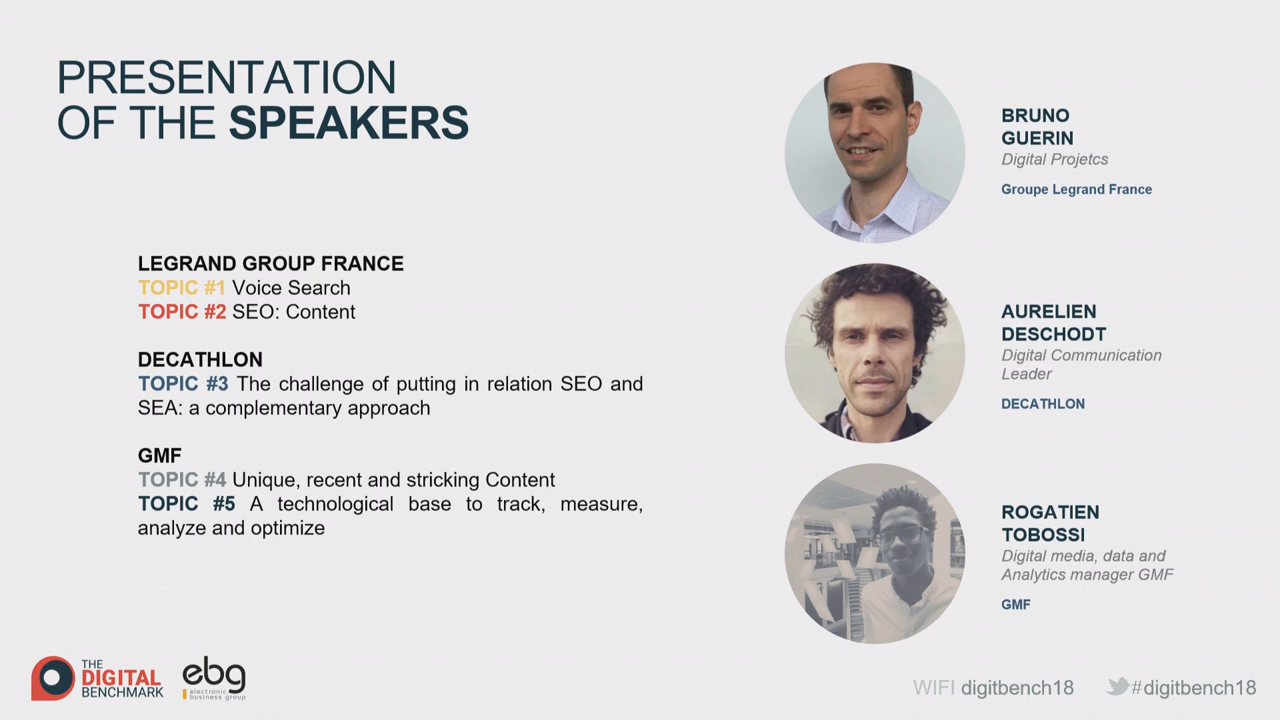 PRESENTATION
OF THE SPEAKERS
LEGRAND GROUP FRANCE
TOPIC #1 Voice Search
TOPIC #2 SEO: Content
DECATHLON
TOPIC #3 The challenge of putting in relation SEO and
SEA: a complementary approach
GMF
TOPIC #4 Unique, recent and stricking Content
TOPIC #5 A technological base to track, measure,
analyze and optimize
BRUNO
GUERIN
Digital Projetcs
Groupe Legrand France
AURELIEN
DESCHODT
Digital Communication
Leader
DECATHLON
ROGATIEN
TOBOSSI
Digital media, data and
Analytics manager GMF
GMF
THE
DIGITAL
BENCHMARK
ebg
electronic
business group
WIFI digitbench18
#digitbench18